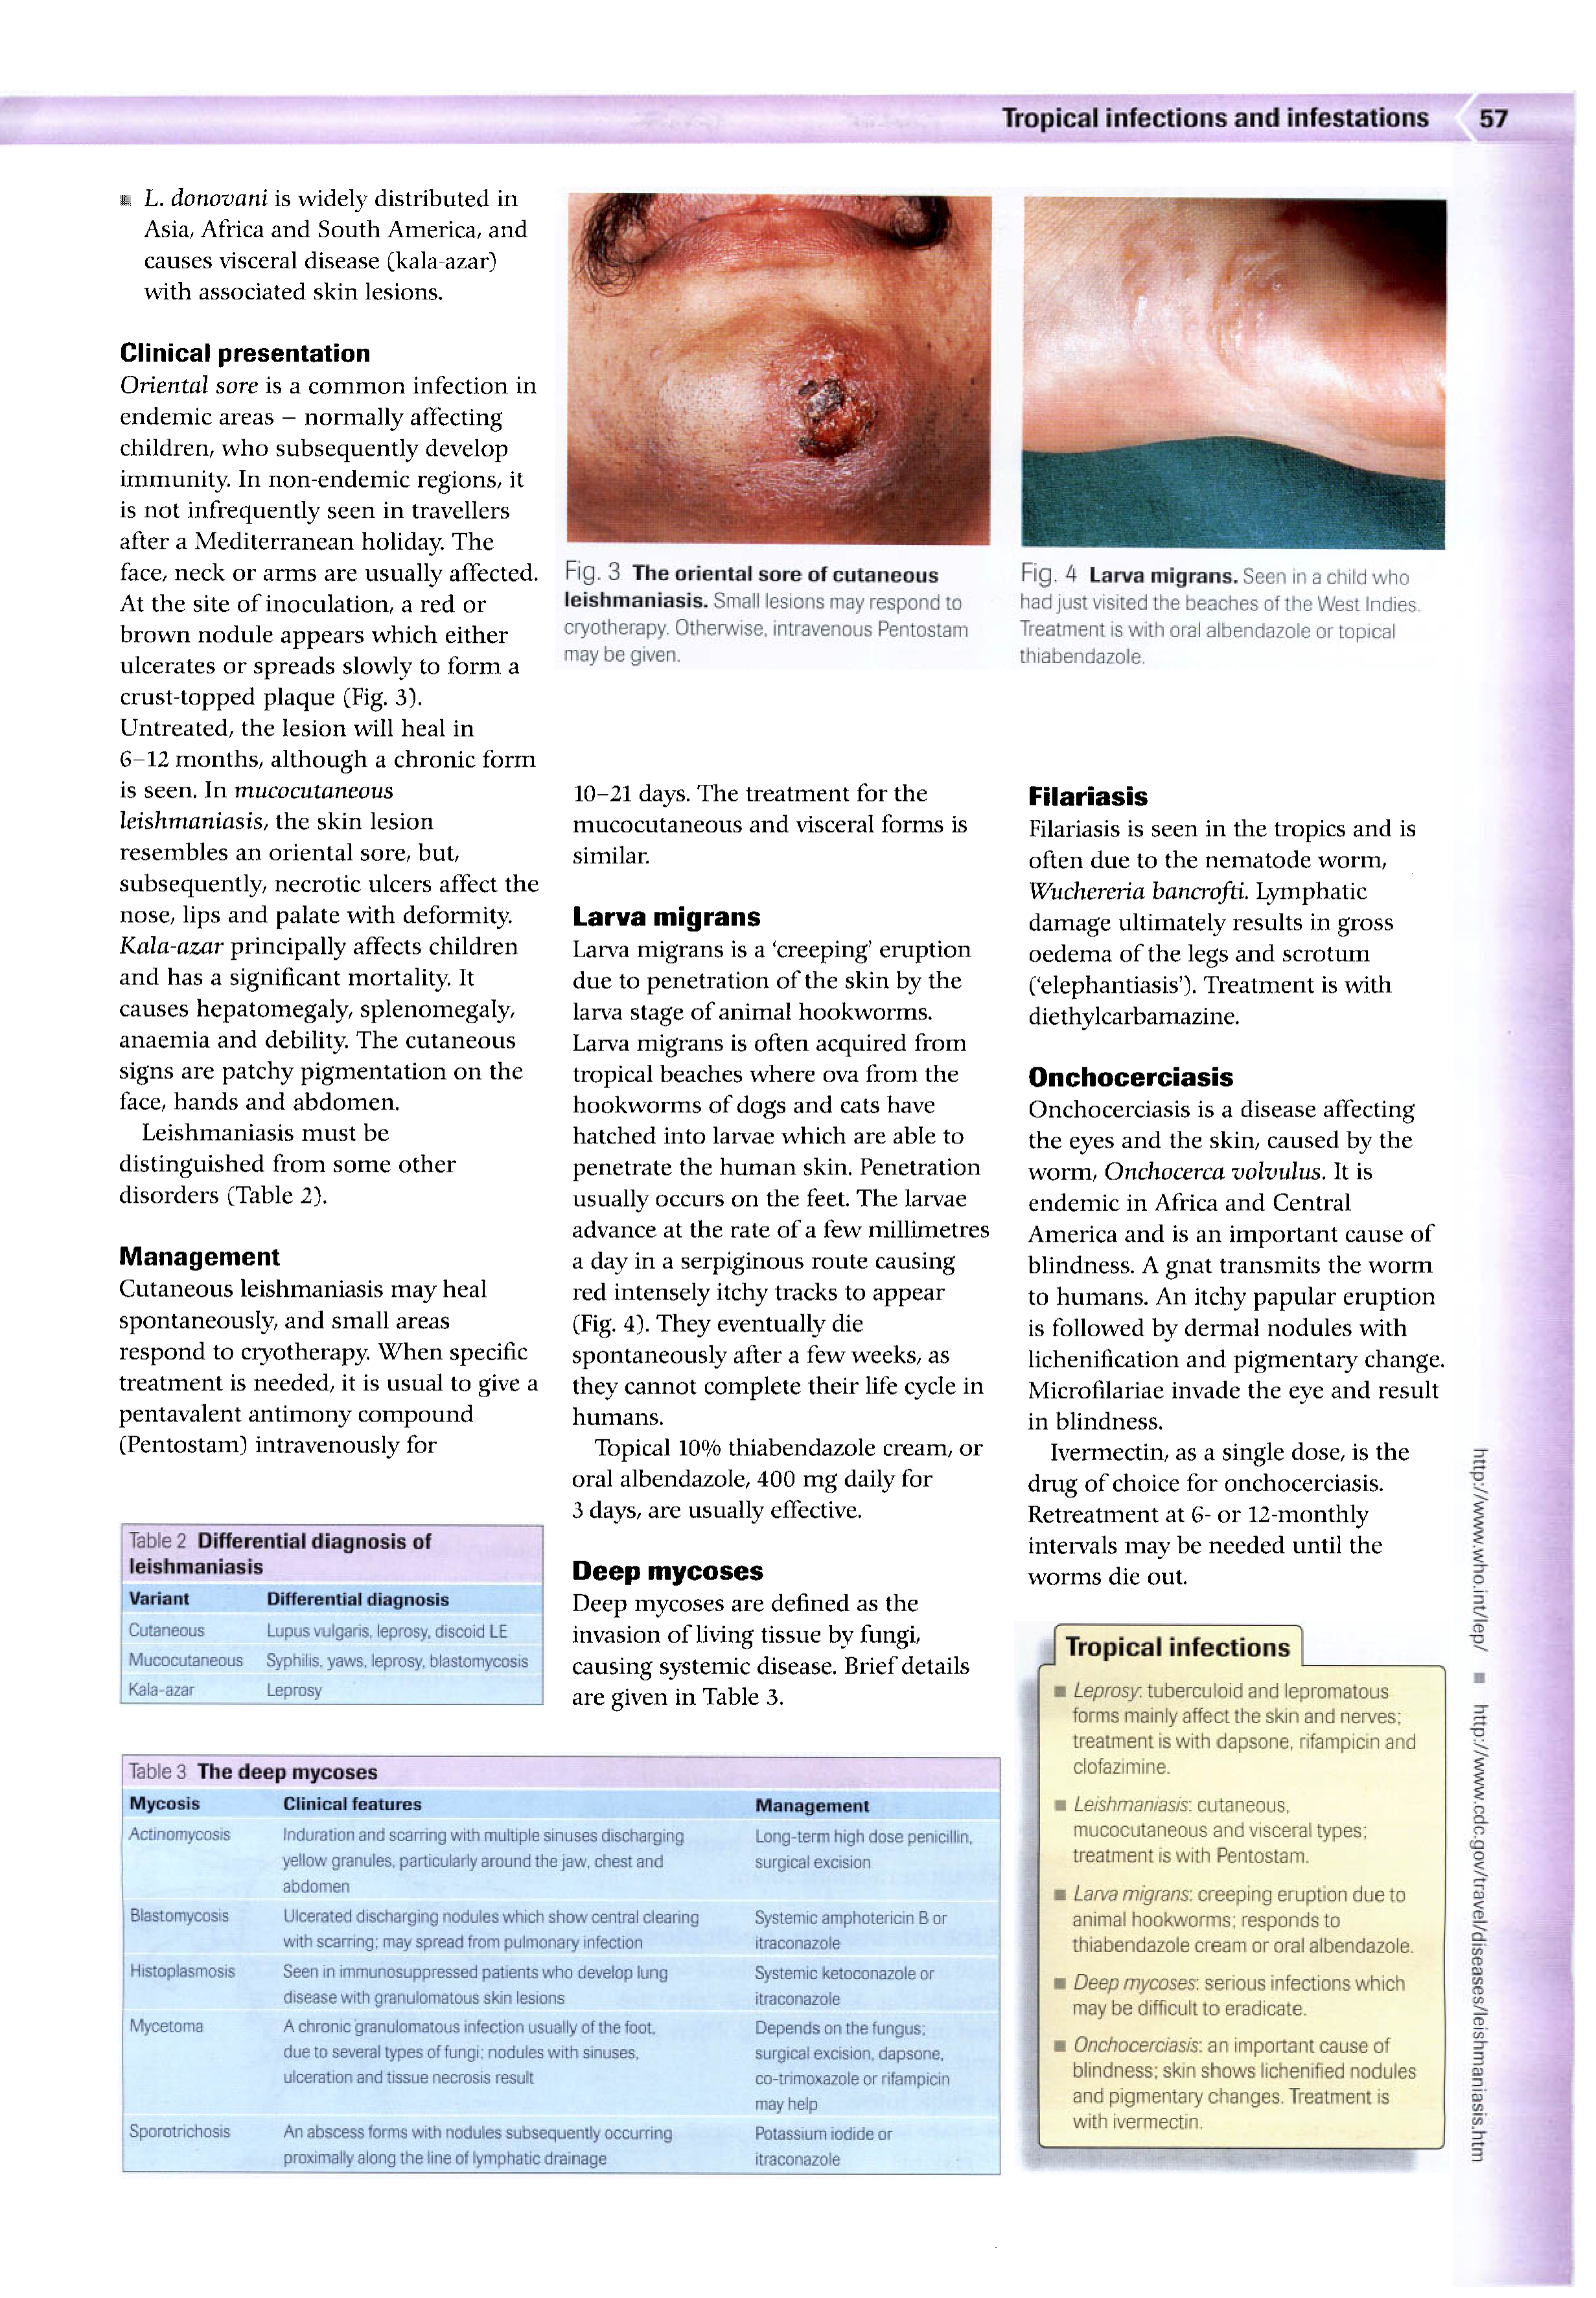 Tropical infections and infestations 57
L. donovani is widely distributed in
Asia, Africa and South America, and
causes visceral disease (kala-azar)
with associated skin lesions.
Clinical presentation
Oriental sore is a common infection in
endemic areas – normally affecting
children, who subsequently develop
immunity. In non-endemic regions, it
is not infrequently seen in travellers
after a Mediterranean holiday. The
face, neck or arms are usually affected.
At the site of inoculation, a red or
brown nodule appears which either
ulcerates or spreads slowly to form a
crust-topped plaque (Fig. 3).
Untreated, the lesion will heal in
6–12 months, although a chronic form
is seen. In mucocutaneous
leishmaniasis, the skin lesion
resembles an oriental sore, but,
subsequently, necrotic ulcers affect the
nose, lips and palate with deformity.
Kala-azar principally affects children
and has a significant mortality. It
causes hepatomegaly, splenomegaly,
anaemia and debility. The cutaneous
signs are patchy pigmentation on the
face, hands and abdomen.
Leishmaniasis must be
distinguished from some other
disorders (Table 2).
Management
Cutaneous leishmaniasis may heal
spontaneously, and small areas
respond to cryotherapy. When specific
treatment is needed, it is usual to give a
pentavalent antimony compound
(Pentostam) intravenously for
Table 2 Differential diagnosis of
leishmaniasis
Variant Differential diagnosis
Cutaneous Lupus vulgaris, leprosy, discoid LE
Mucocutaneous Syphilis, yaws, leprosy, blastomycosis
Kala-azar Leprosy
Fig. 3 The oriental sore of cutaneous
leishmaniasis. Small lesions may respond to
cryotherapy. Otherwise, intravenous Pentostam
may be given.
Fig. 4 Larva migrans. Seen in a child who
had just visited the beaches of the West Indies.
Treatment is with oral albendazole or topical
thiabendazole.
10–21 days. The treatment for the
mucocutaneous and visceral forms is
similar.
Larva migrans
Larva migrans is a ‘creeping’ eruption
due to penetration of the skin by the
larva stage of animal hookworms.
Larva migrans is often acquired from
tropical beaches where ova from the
hookworms of dogs and cats have
hatched into larvae which are able to
penetrate the human skin. Penetration
usually occurs on the feet. The larvae
advance at the rate of a few millimetres
a day in a serpiginous route causing
red intensely itchy tracks to appear
(Fig. 4). They eventually die
spontaneously after a few weeks, as
they cannot complete their life cycle in
humans.
Topical 10% thiabendazole cream, or
oral albendazole, 400 mg daily for
3 days, are usually effective.
Deep mycoses
Deep mycoses are defined as the
invasion of living tissue by fungi,
causing systemic disease. Brief details
are given in Table 3.
Filariasis
Filariasis is seen in the tropics and is
often due to the nematode worm,
Wuchereria bancrofti. Lymphatic
damage ultimately results in gross
oedema of the legs and scrotum
(‘elephantiasis’). Treatment is with
diethylcarbamazine.
Onchocerciasis
Onchocerciasis is a disease affecting
the eyes and the skin, caused by the
worm, Onchocerca volvulus. It is
endemic in Africa and Central
America and is an important cause of
blindness. A gnat transmits the worm
to humans. An itchy papular eruption
is followed by dermal nodules with
lichenification and pigmentary change.
Microfilariae invade the eye and result
in blindness.
Ivermectin, as a single dose, is the
drug of choice for onchocerciasis.
Retreatment at 6- or 12-monthly
intervals may be needed until the
worms die out.
Table 3 The deep mycoses
Mycosis Clinical features Management
Actinomycosis Induration and scarring with multiple sinuses discharging Long-term high dose penicillin,
yellow granules, particularly around the jaw, chest and surgical excision
abdomen
Blastomycosis Ulcerated discharging nodules which show central clearing Systemic amphotericin B or
with scarring; may spread from pulmonary infection itraconazole
Histoplasmosis Seen in immunosuppressed patients who develop lung Systemic ketoconazole or
disease with granulomatous skin lesions itraconazole
Mycetoma A chronic granulomatous infection usually of the foot, Depends on the fungus;
due to several types of fungi; nodules with sinuses, surgical excision, dapsone,
ulceration and tissue necrosis result co-trimoxazole or rifampicin
may help
Sporotrichosis An abscess forms with nodules subsequently occurring Potassium iodide or
proximally along the line of lymphatic drainage itraconazole
Tropical infections
Leprosy: tuberculoid and lepromatous
forms mainly affect the skin and nerves;
treatment is with dapsone, rifampicin and
clofazimine.
Leishmaniasis: cutaneous,
mucocutaneous and visceral types;
treatment is with Pentostam.
Larva migrans: creeping eruption due to
animal hookworms; responds to
thiabendazole cream or oral albendazole.
Deep mycoses: serious infections which
may be difficult to eradicate.
Onchocerciasis: an important cause of
blindness; skin shows lichenified nodules
and pigmentary changes. Treatment is
with ivermectin.
http://www.who.int/lep/ ■ http://www.cdc.gov/travel/diseases/leishmaniasis.htm